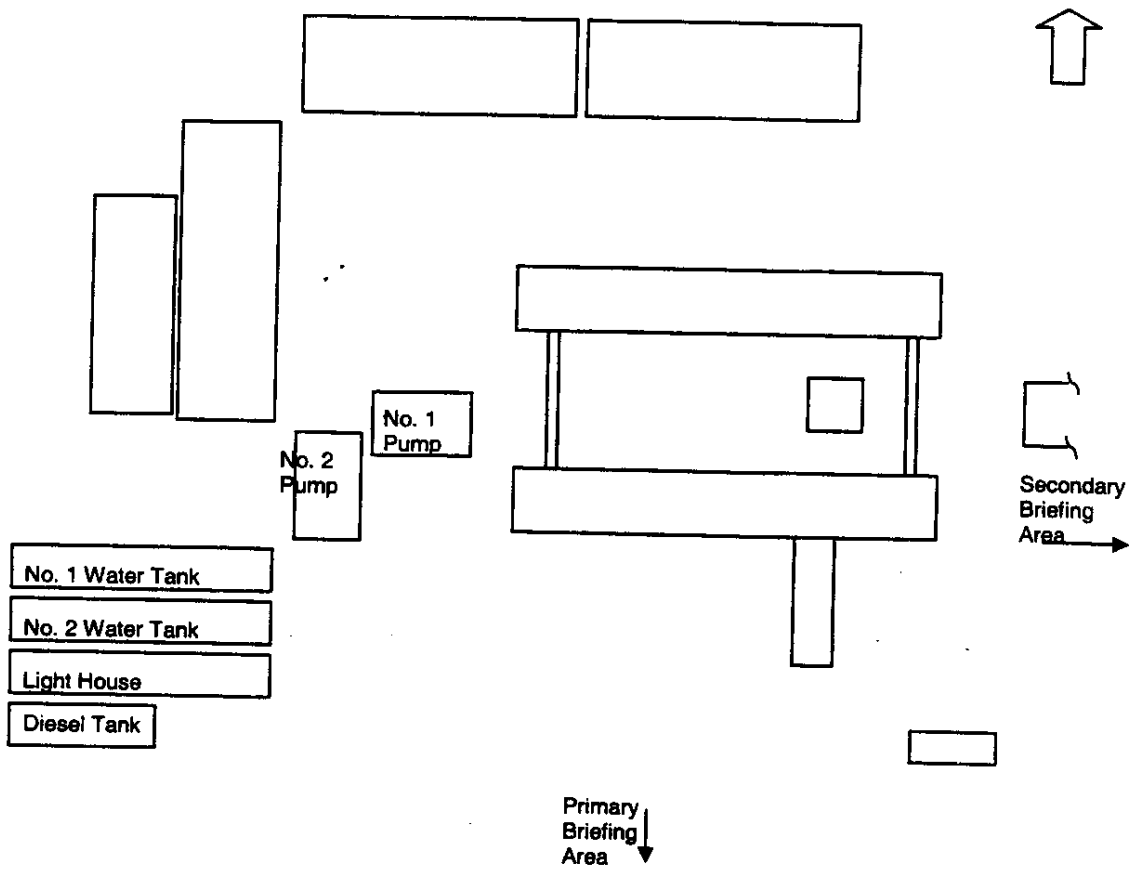 No. 1
Pump
No. 2
Pump
Secondary
Briefing
Area
No. 1 Water Tank
No. 2 Water Tank
Light House
Diesel Tank
Primary
Briefing
Area